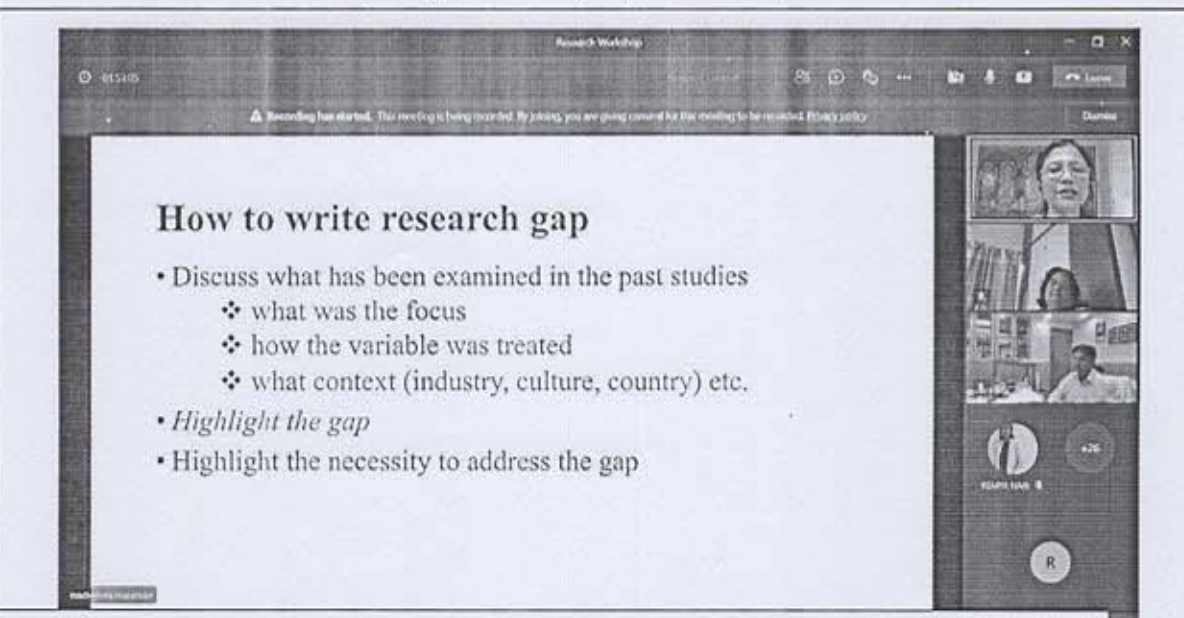 Research Workshop
Leave
Recording has started. This meeting is being recorded. By joining, you are giving consent for this meeting to be recorded. Privacy policy
Dismiss
How to write research gap
• Discuss what has been examined in the past studies
❖ what was the focus
❖ how the variable was treated
❖ what context (industry, culture, country) etc.
• Highlight the gap
▪ Highlight the necessity to address the gap
+26
R